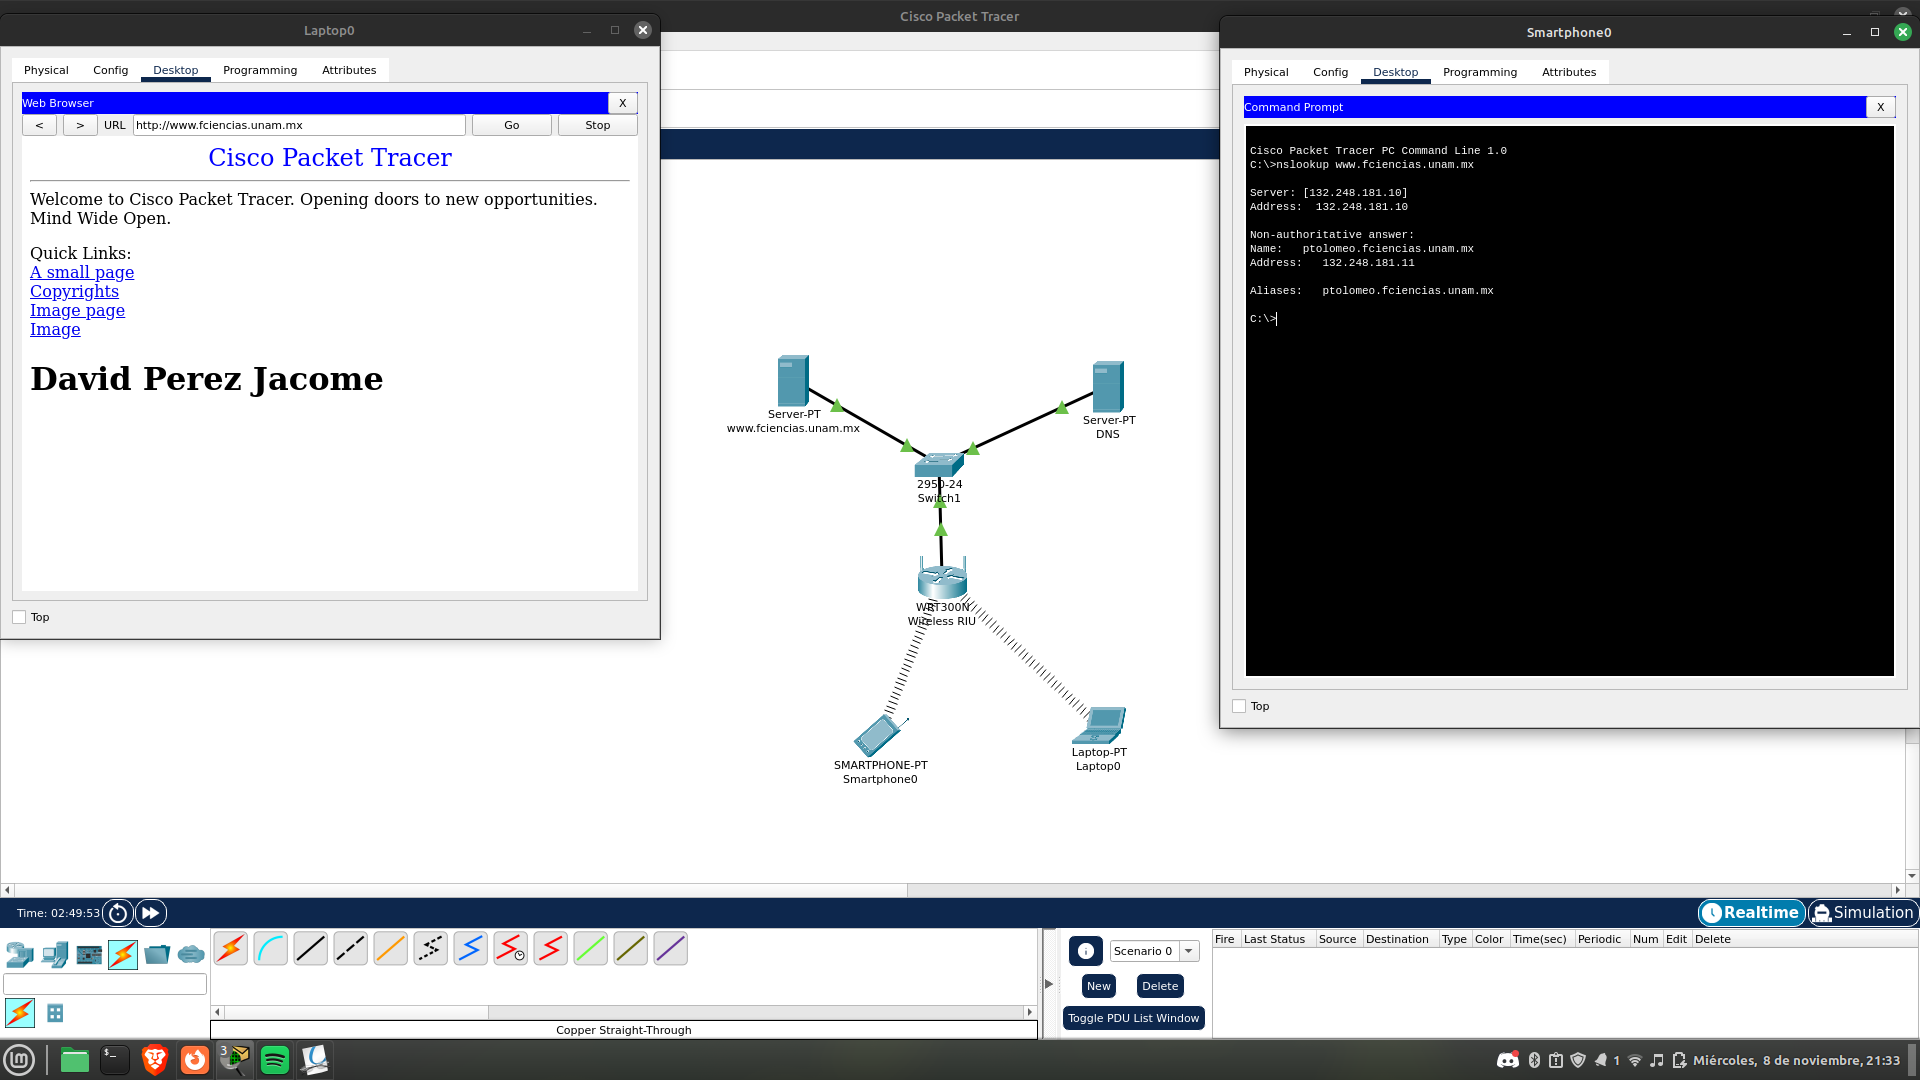 Cisco Packet Tracer
Laptop0
Physical Config Desktop Programming Attributes
Web Browser X
< > URL http://www.fciencias.unam.mx Go Stop
Cisco Packet Tracer
Welcome to Cisco Packet Tracer. Opening doors to new opportunities.
Mind Wide Open.
Quick Links:
A small page
Copyrights
Image page
Image
David Perez Jacome
Top
Smartphone0
Physical Config Desktop Programming Attributes
Command Prompt X
Cisco Packet Tracer PC Command Line 1.0
C:\>nslookup www.fciencias.unam.mx
Server: [132.248.181.10]
Address: 132.248.181.10
Non-authoritative answer:
Name: ptolomeo.fciencias.unam.mx
Address: 132.248.181.11
Aliases: ptolomeo.fciencias.unam.mx
C:\>
Top
Server-PT
www.fciencias.unam.mx
Server-PT
DNS
2950-24
Switch1
WRT300N
Wireless RIU
SMARTPHONE-PT
Smartphone0
Laptop-PT
Laptop0
Time: 02:49:53
Realtime Simulation
Scenario 0
New Delete
Toggle PDU List Window
Fire Last Status Source Destination Type Color Time(sec) Periodic Num Edit Delete
Copper Straight-Through
3
1 Miércoles, 8 de noviembre, 21:33